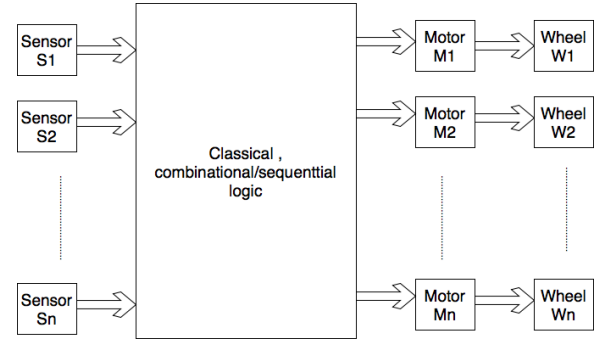 Sensor
S1
Motor
M1
Wheel
W1
Sensor
S2
Motor
M2
Wheel
W2
Classical ,
combinational/sequenttial
logic
Sensor
Sn
Motor
Mn
Wheel
Wn